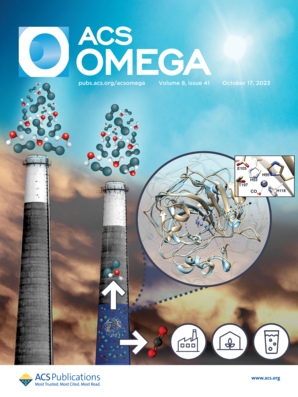 ACS
OMEGA
pubs.acs.org/acsomega Volume 8, Issue 41 October 17, 2023
CO₂
ACS Publications
Most Trusted. Most Cited. Most Read.
www.acs.org